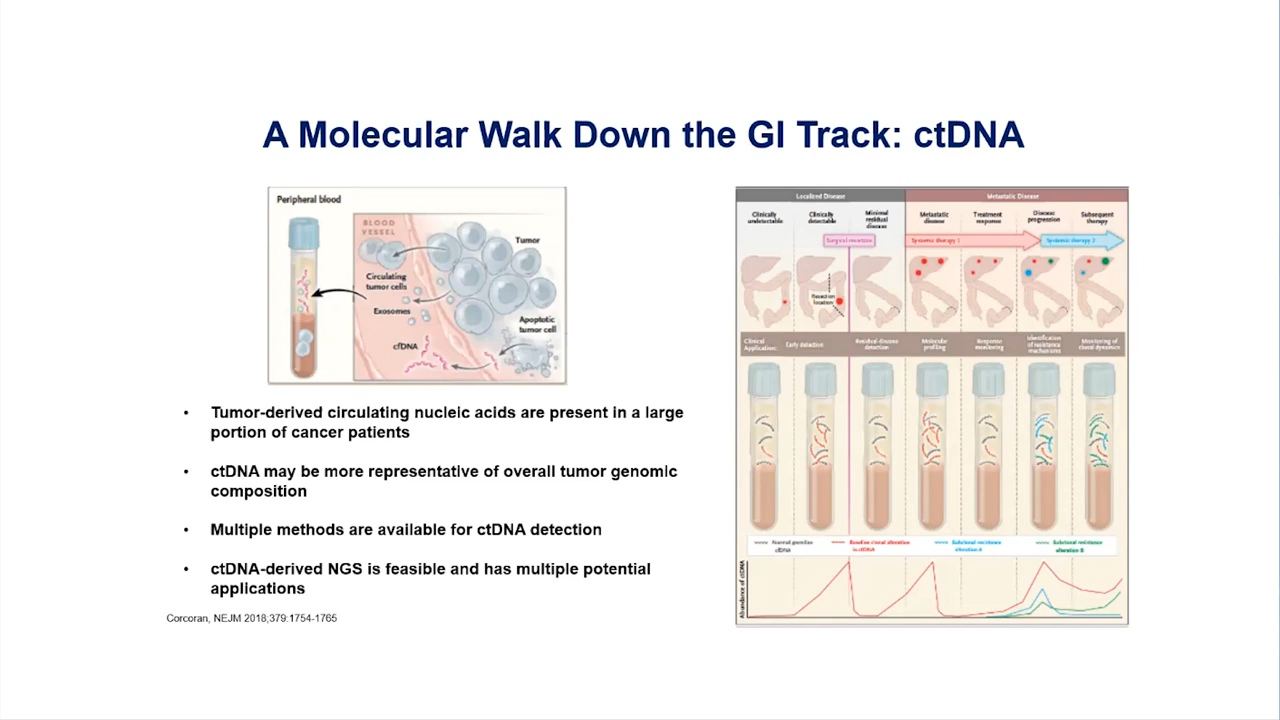 A Molecular Walk Down the GI Track: ctDNA
Peripheral blood
BLOOD
VESSEL
Tumor
Circulating
tumor cells
Exosomes
Apoptotic
tumor cell
cfDNA
• Tumor-derived circulating nucleic acids are present in a large
portion of cancer patients
• ctDNA may be more representative of overall tumor genomic
composition
• Multiple methods are available for ctDNA detection
• ctDNA-derived NGS is feasible and has multiple potential
applications
Corcoran, NEJM 2018;379:1754-1765
Localized Disease
Metastatic Disease
Clinically
undetectable
Clinically
detectable
Minimal
residual
disease
Metastatic
disease
Treatment
response
Disease
progression
Subsequent
therapy
Surgical resection
Systemic therapy 1
Systemic therapy 2
Resection
location
Clinical
Application:
Early detection
Residual disease
detection
Molecular
profiling
Response
monitoring
Identification
of resistance
mechanisms
Monitoring of
clonal dynamics
Normal germline
cfDNA
Baseline clonal alteration
in ctDNA
Subclonal resistance
alteration A
Subclonal resistance
alteration B
Abundance of ctDNA